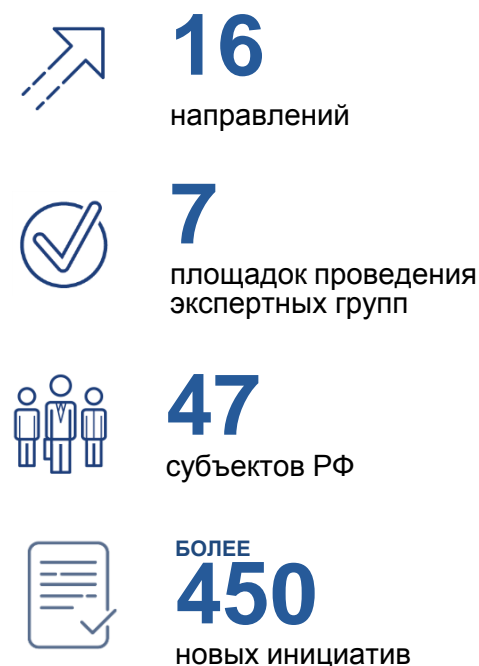 16
направлений
7
площадок проведения
экспертных групп
47
субъектов РФ
БОЛЕЕ
450
новых инициатив